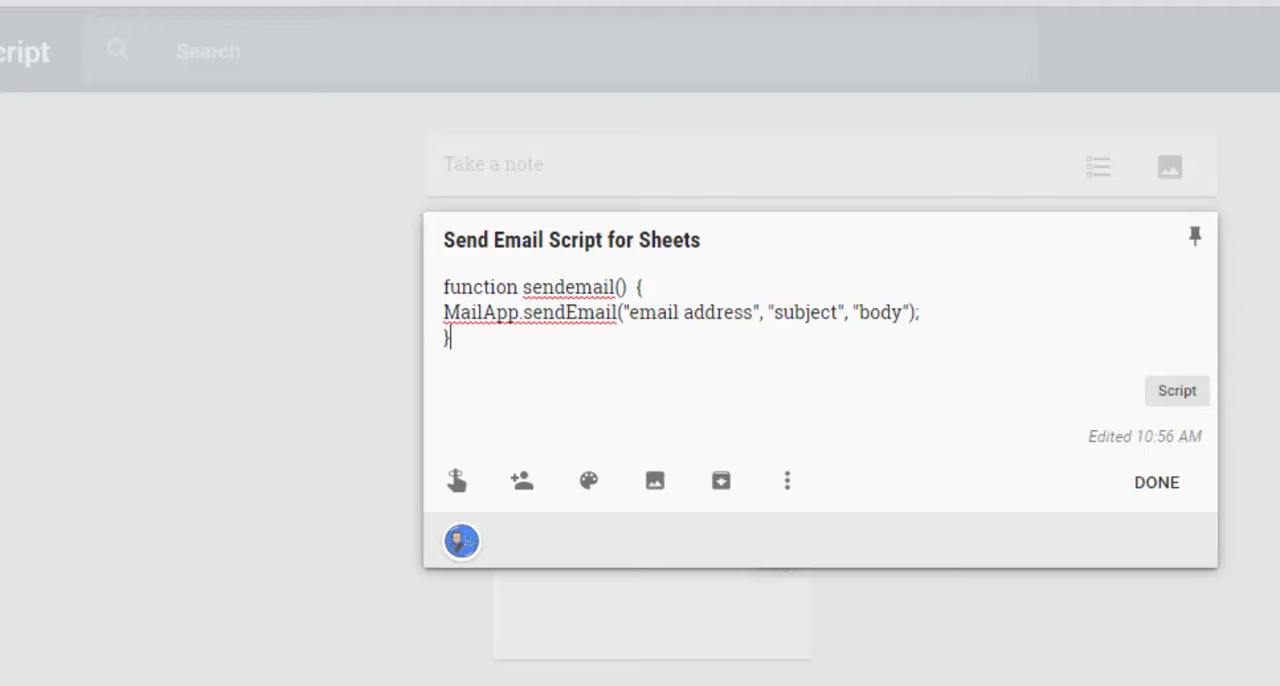 cript
Search
Take a note
Send Email Script for Sheets
function sendemail() {
MailApp.sendEmail("email address", "subject", "body");
}
Script
Edited 10:56 AM
DONE